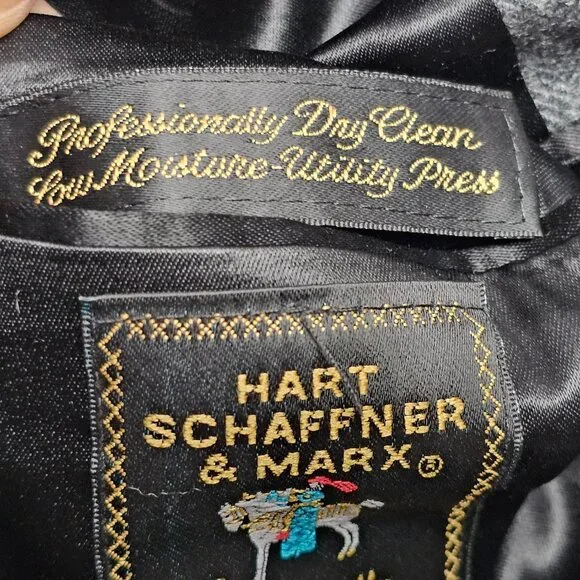 Professionally Dry Clean
Low Moisture-Utility Press
HART
SCHAFFNER
& MARX®